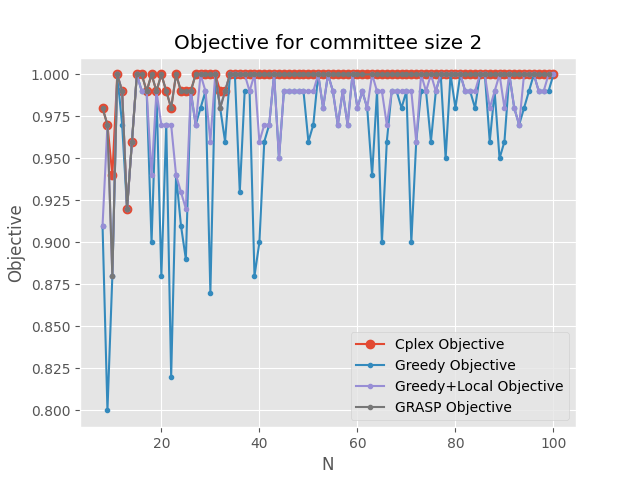 Objective for committee size 2
1.000
0.975
0.950
0.925
0.900
0.875
0.850
0.825
0.800
Objective
20
40
60
80
100
N
Cplex Objective
Greedy Objective
Greedy+Local Objective
GRASP Objective